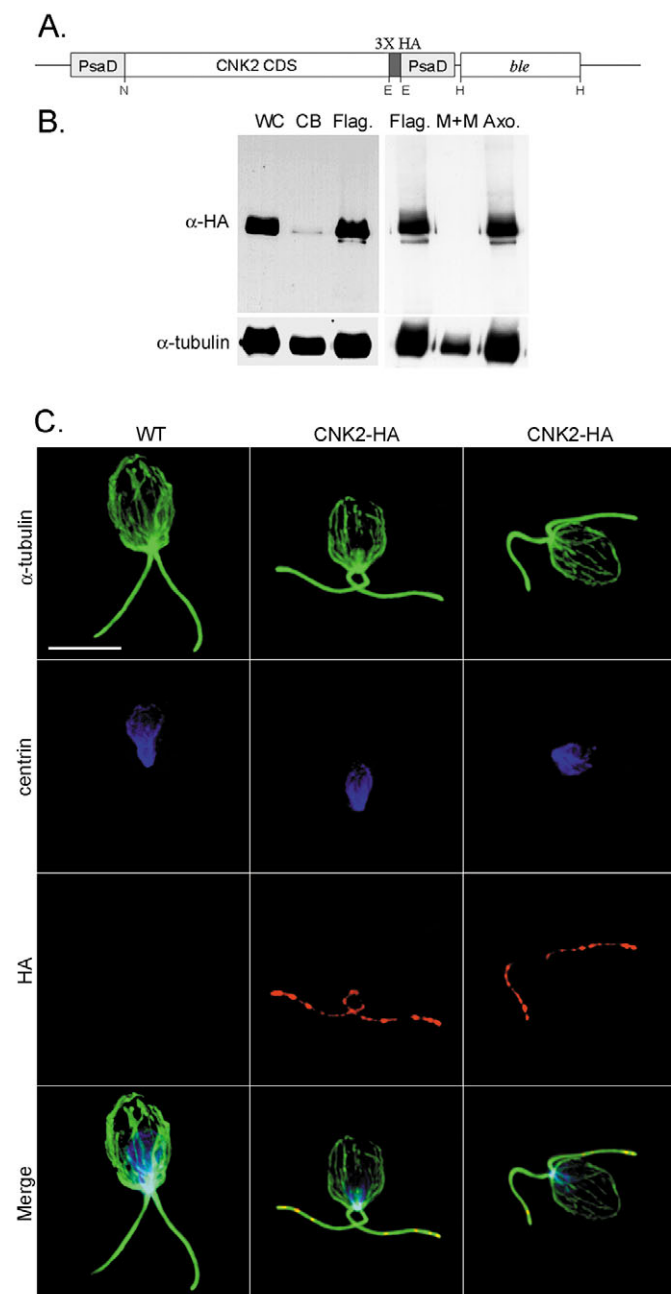 A.
3X HA
PsaD CNK2 CDS PsaD ble
N E E H H
B.
WC CB Flag. Flag. M+M Axo.
α-HA
α-tubulin
C.
WT CNK2-HA CNK2-HA
α-tubulin
centrin
HA
Merge